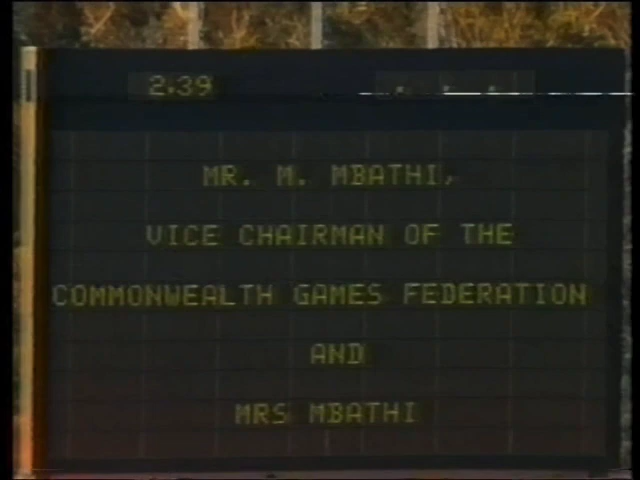 2:39
MR. M. MBATHI,
VICE CHAIRMAN OF THE
COMMONWEALTH GAMES FEDERATION
AND
MRS MBATHI